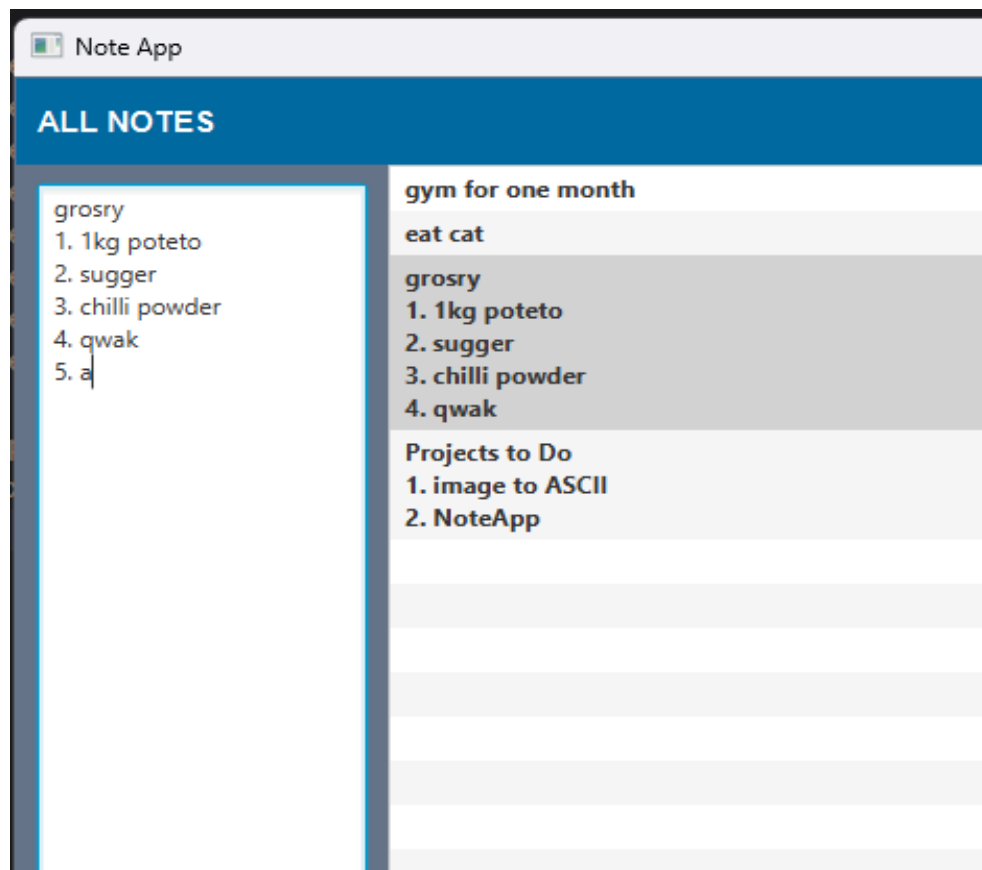 Note App
ALL NOTES
grosry
1. 1kg poteto
2. sugger
3. chilli powder
4. qwak
5. a
gym for one month
eat cat
grosry
1. 1kg poteto
2. sugger
3. chilli powder
4. qwak
Projects to Do
1. image to ASCII
2. NoteApp